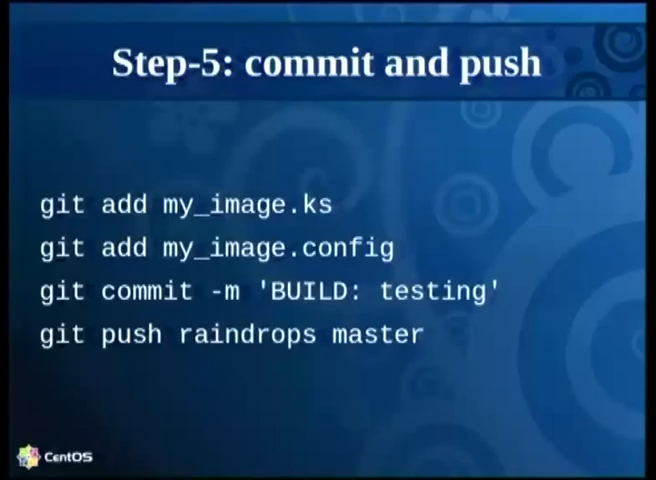 Step-5: commit and push
git add my_image.ks
git add my_image.config
git commit -m 'BUILD: testing'
git push raindrops master
CentOS